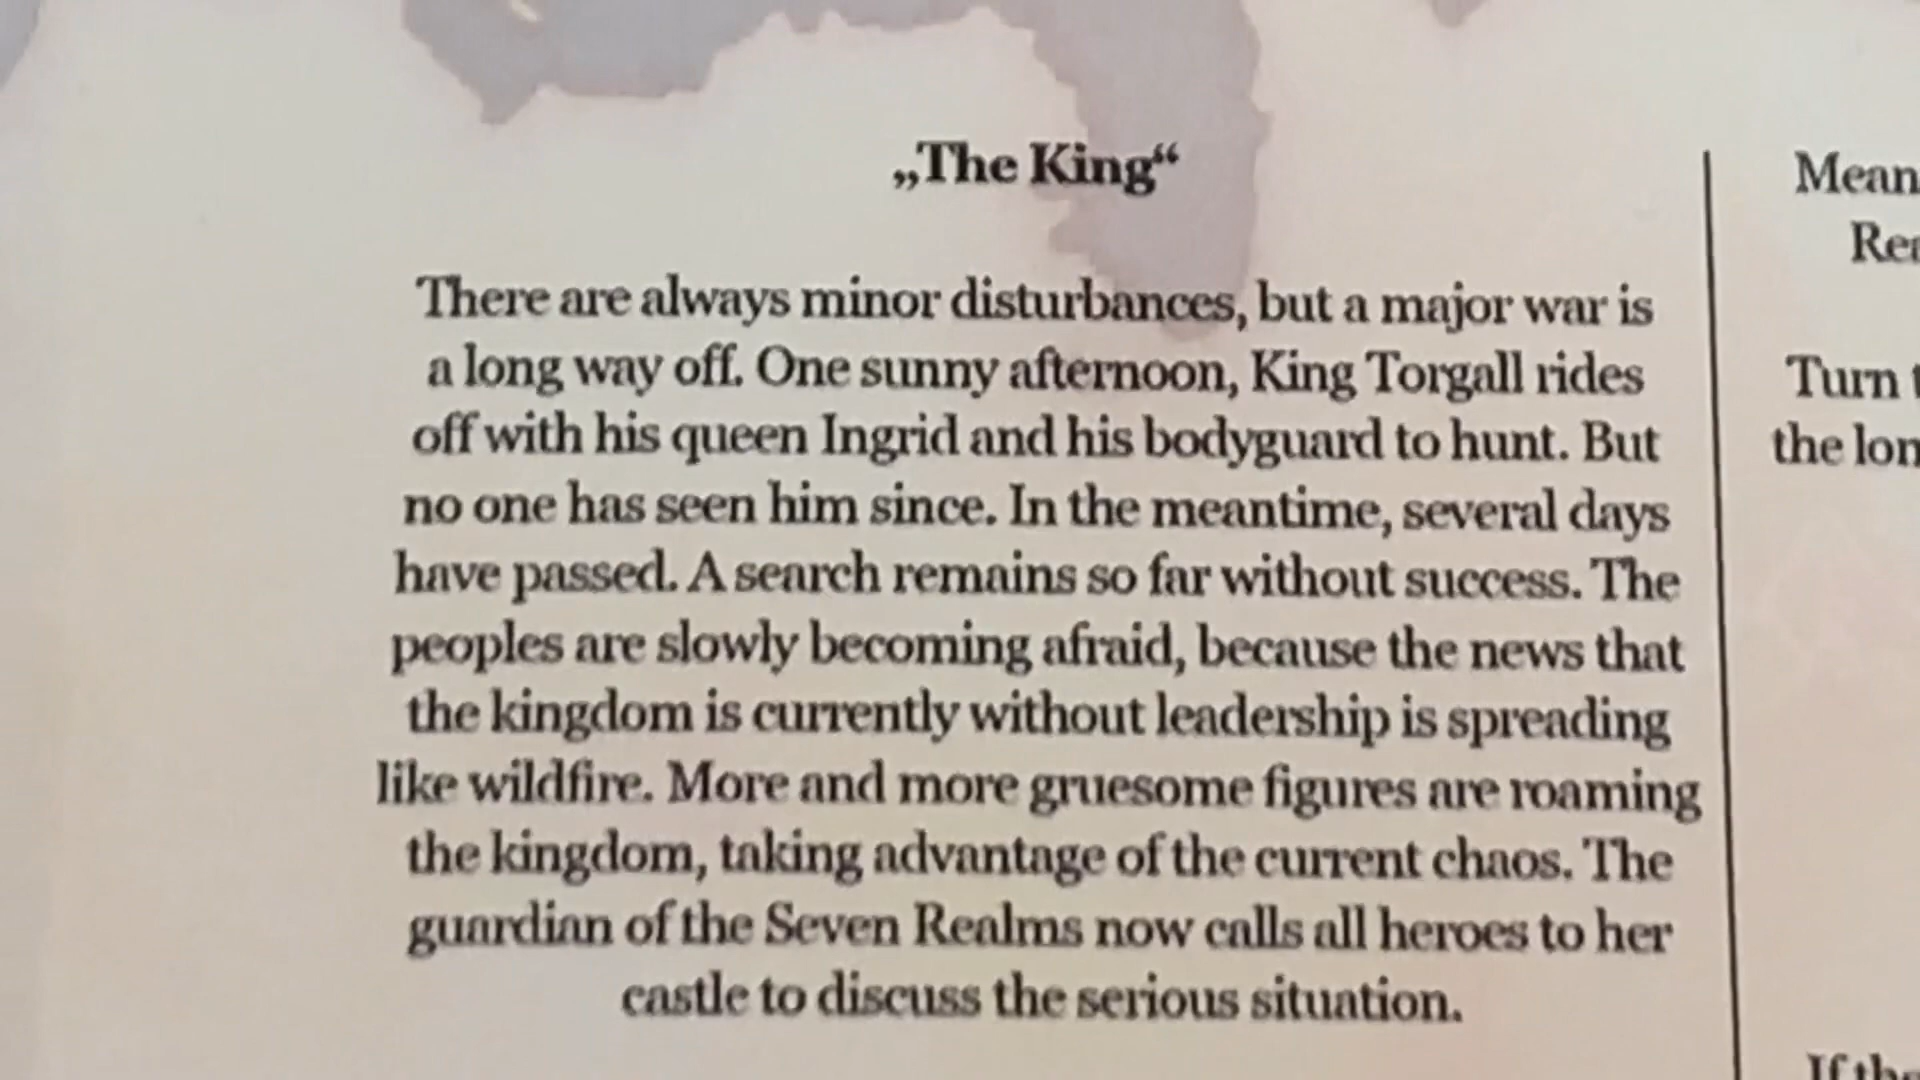 „The King“
There are always minor disturbances, but a major war is
a long way off. One sunny afternoon, King Torgall rides
off with his queen Ingrid and his bodyguard to hunt. But
no one has seen him since. In the meantime, several days
have passed. A search remains so far without success. The
peoples are slowly becoming afraid, because the news that
the kingdom is currently without leadership is spreading
like wildfire. More and more gruesome figures are roaming
the kingdom, taking advantage of the current chaos. The
guardian of the Seven Realms now calls all heroes to her
castle to discuss the serious situation.
Mean
Turn
the lon